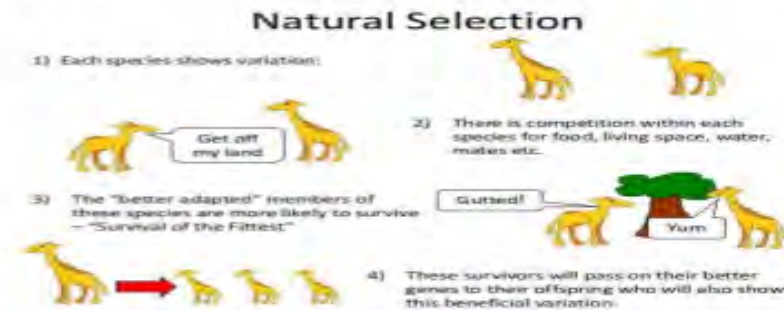 Natural Selection
1) Each species shows variation:
Get off
my land
2) There is competition within each
species for food, living space, water,
mates etc.
3) The "better adapted" members of
these species are more likely to survive
– "Survival of the Fittest"
Gutted!
Yum
4) These survivors will pass on their better
genes to their offspring who will also show
this beneficial variation.